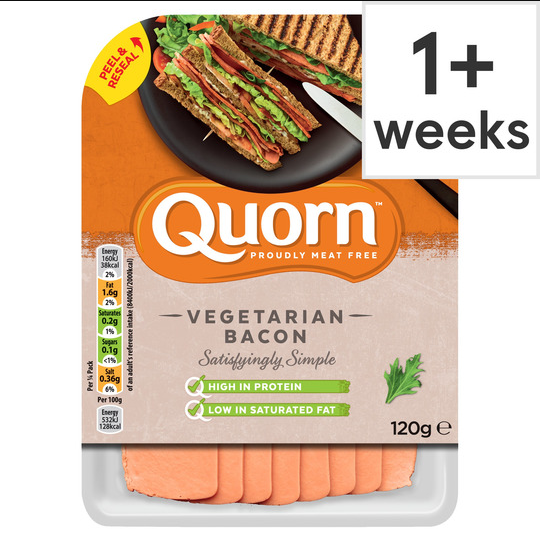 PEEL &
RESEAL
1+
weeks
Quorn™
PROUDLY MEAT FREE
VEGETARIAN
BACON
Satisfyingly Simple
HIGH IN PROTEIN
LOW IN SATURATED FAT
120g ℮
Per ¼ Pack
Energy
160kJ
38kcal
2%
Fat
1.6g
2%
Saturates
0.2g
1%
Sugars
0.1g
<1%
Salt
0.36g
6%
of an adult's reference intake (8400kJ/2000kcal)
Per 100g
Energy
532kJ
128kcal